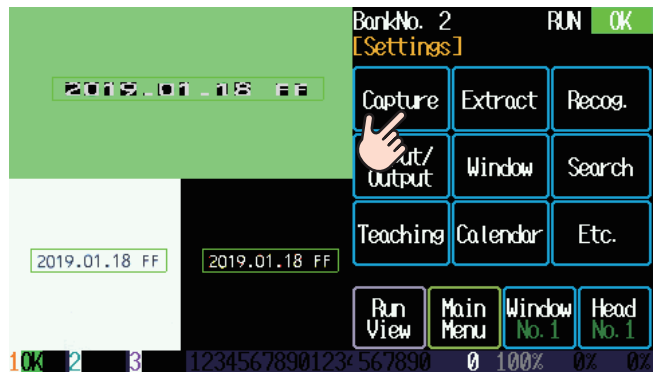 BankNo. 2 RUN OK
[Settings]
2019.01.18 FF
Capture Extract Recog.
Output Window Search
Teaching Calendar Etc.
2019.01.18 FF
2019.01.18 FF
Run View
Main Menu
Window No.1
Head No.1
1OK 2 3 12345678901234567890 0 100% 0% 0%